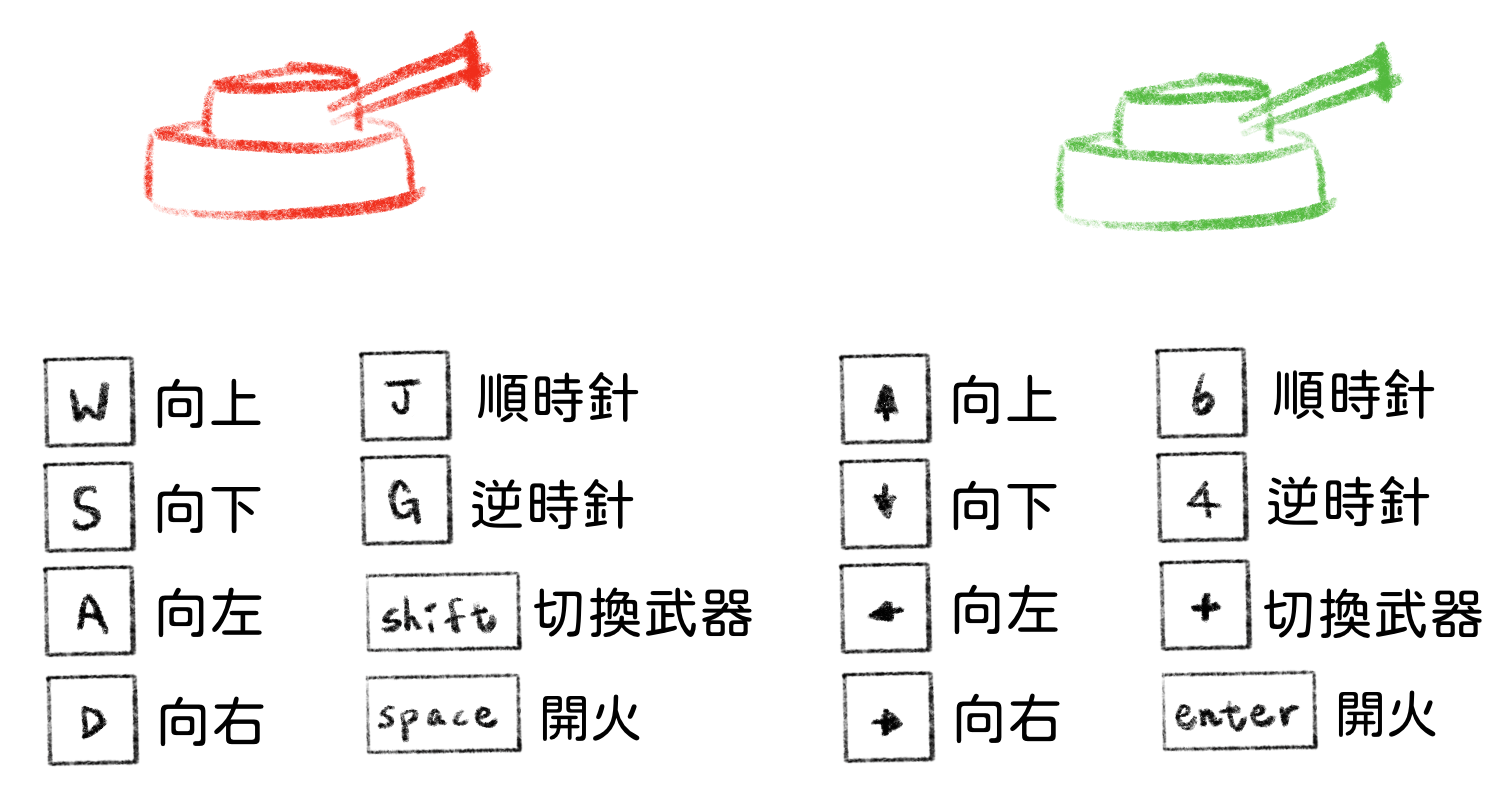 W 向上 J 順時針
S 向下 G 逆時針
A 向左 shift 切換武器
D 向右 space 開火
↑ 向上 6 順時針
↓ 向下 4 逆時針
← 向左 + 切換武器
→ 向右 enter 開火